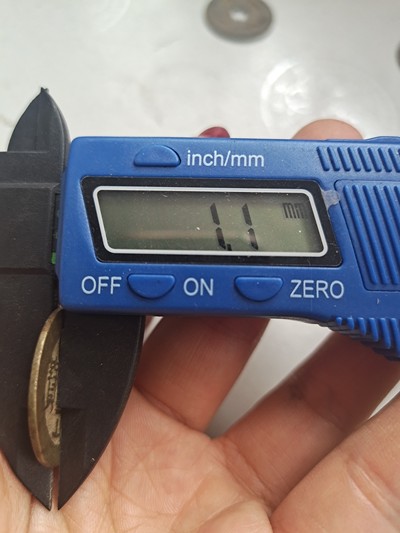 inch/mm
1.1 mm
OFF ON ZERO